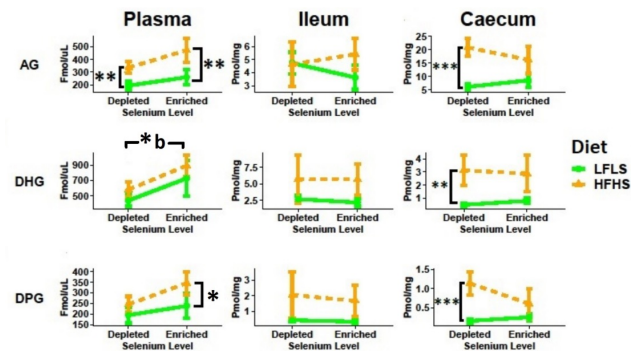 Plasma Ileum Caecum
AG
Fmol/uL
500
400
300
200
**
**
Depleted Enriched
Selenium Level
Pmol/mg
6
5
4
3
Depleted Enriched
Selenium Level
Pmol/mg
25
20
15
10
5
***
Depleted Enriched
Selenium Level
DHG
*b
Fmol/uL
900
700
500
Depleted Enriched
Selenium Level
Pmol/mg
7.5
5.0
2.5
Depleted Enriched
Selenium Level
Pmol/mg
4
3
2
1
**
Depleted Enriched
Selenium Level
Diet
LFLS
HFHS
DPG
Fmol/uL
400
350
300
250
200
150
*
Depleted Enriched
Selenium Level
Pmol/mg
3
2
1
Depleted Enriched
Selenium Level
Pmol/mg
1.5
1.0
0.5
***
Depleted Enriched
Selenium Level